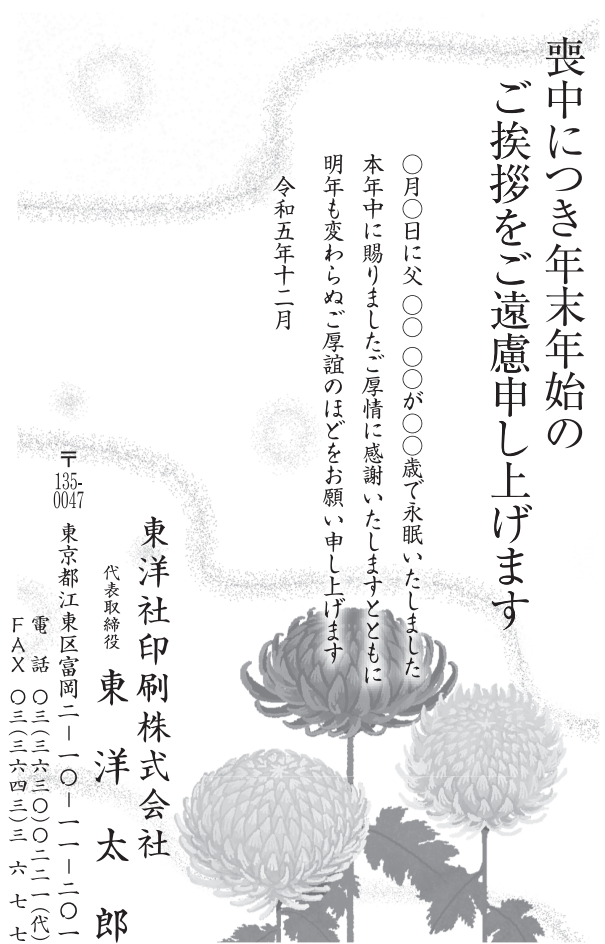 喪中につき年末年始の
ご挨拶をご遠慮申し上げます
〇月〇日に父 〇〇 〇〇が〇〇歳で永眠いたしました
本年中に賜りましたご厚情に感謝いたしますとともに
明年も変わらぬご厚誼のほどをお願い申し上げます
令和五年十二月
東洋社印刷株式会社
代表取締役 東洋太郎
〒135-0047
東京都江東区富岡二ー一〇ー一一ー二〇一
電話 〇三(三六三〇)〇二二一(代)
FAX 〇三(三六四三)三六七七